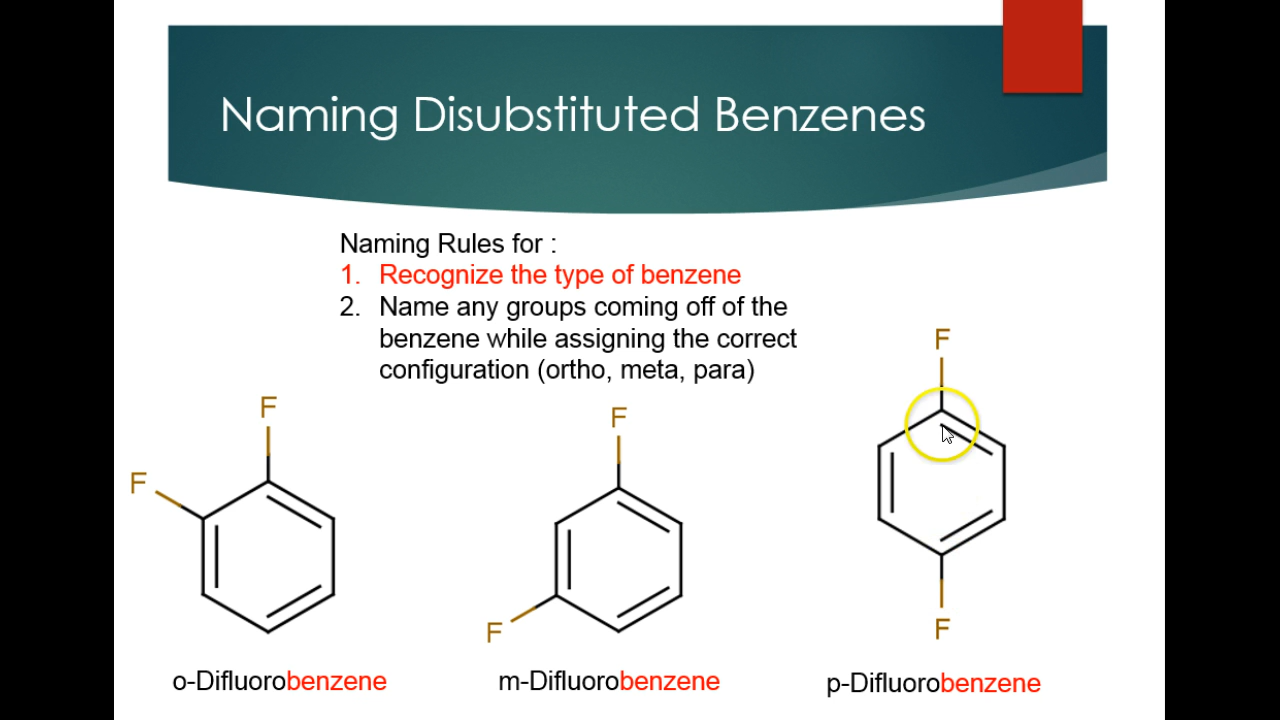 Naming Disubstituted Benzenes
Naming Rules for :
1. Recognize the type of benzene
2. Name any groups coming off of the
benzene while assigning the correct
configuration (ortho, meta, para)
F
F
F
F
F
F
o-Difluorobenzene
m-Difluorobenzene
p-Difluorobenzene